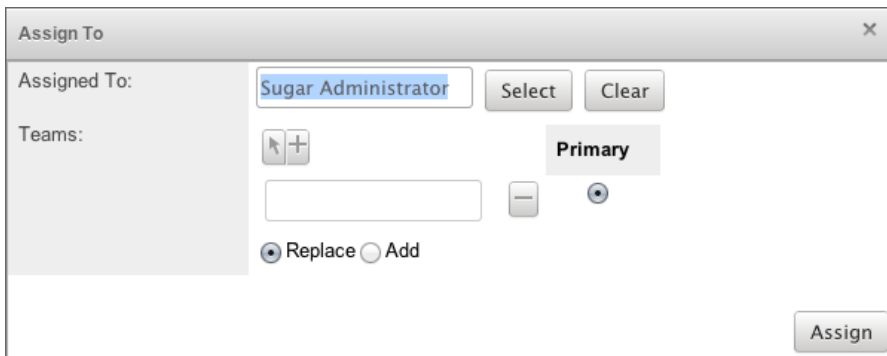 Assign To
Assigned To: Sugar Administrator Select Clear
Teams:
Primary
Replace Add
Assign